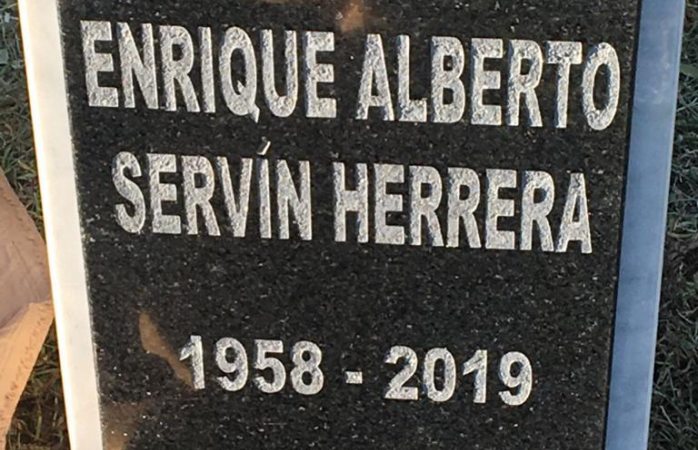 ENRIQUE ALBERTO
SERVÍN HERRERA
1958 - 2019